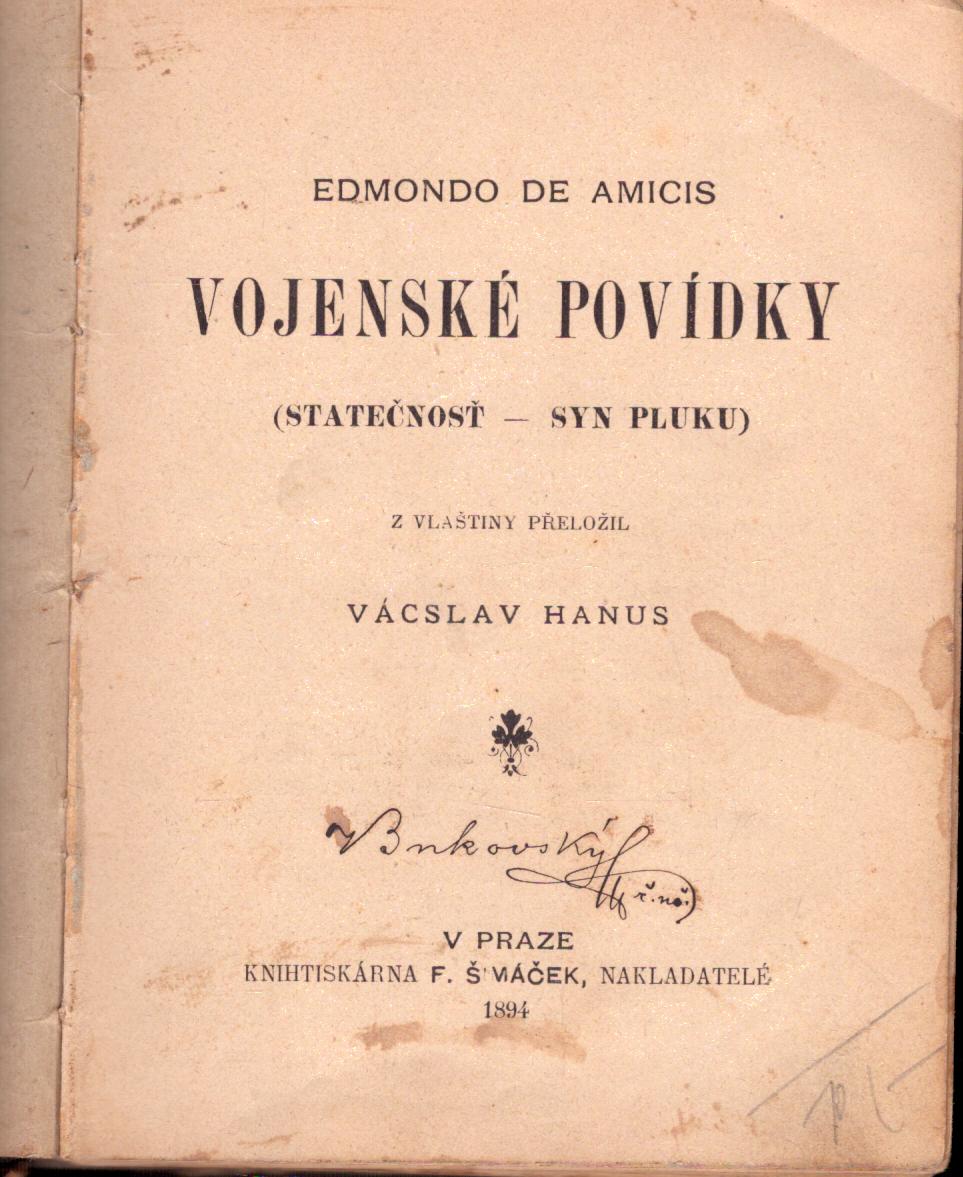 EDMONDO DE AMICIS
VOJENSKÉ POVÍDKY
(STATEČNOSŤ — SYN PLUKU)
Z VLAŠTINY PŘELOŽIL
VÁCSLAV HANUS
V PRAZE
KNIHTISKÁRNA F. ŠIMÁČEK, NAKLADATELÉ
1894